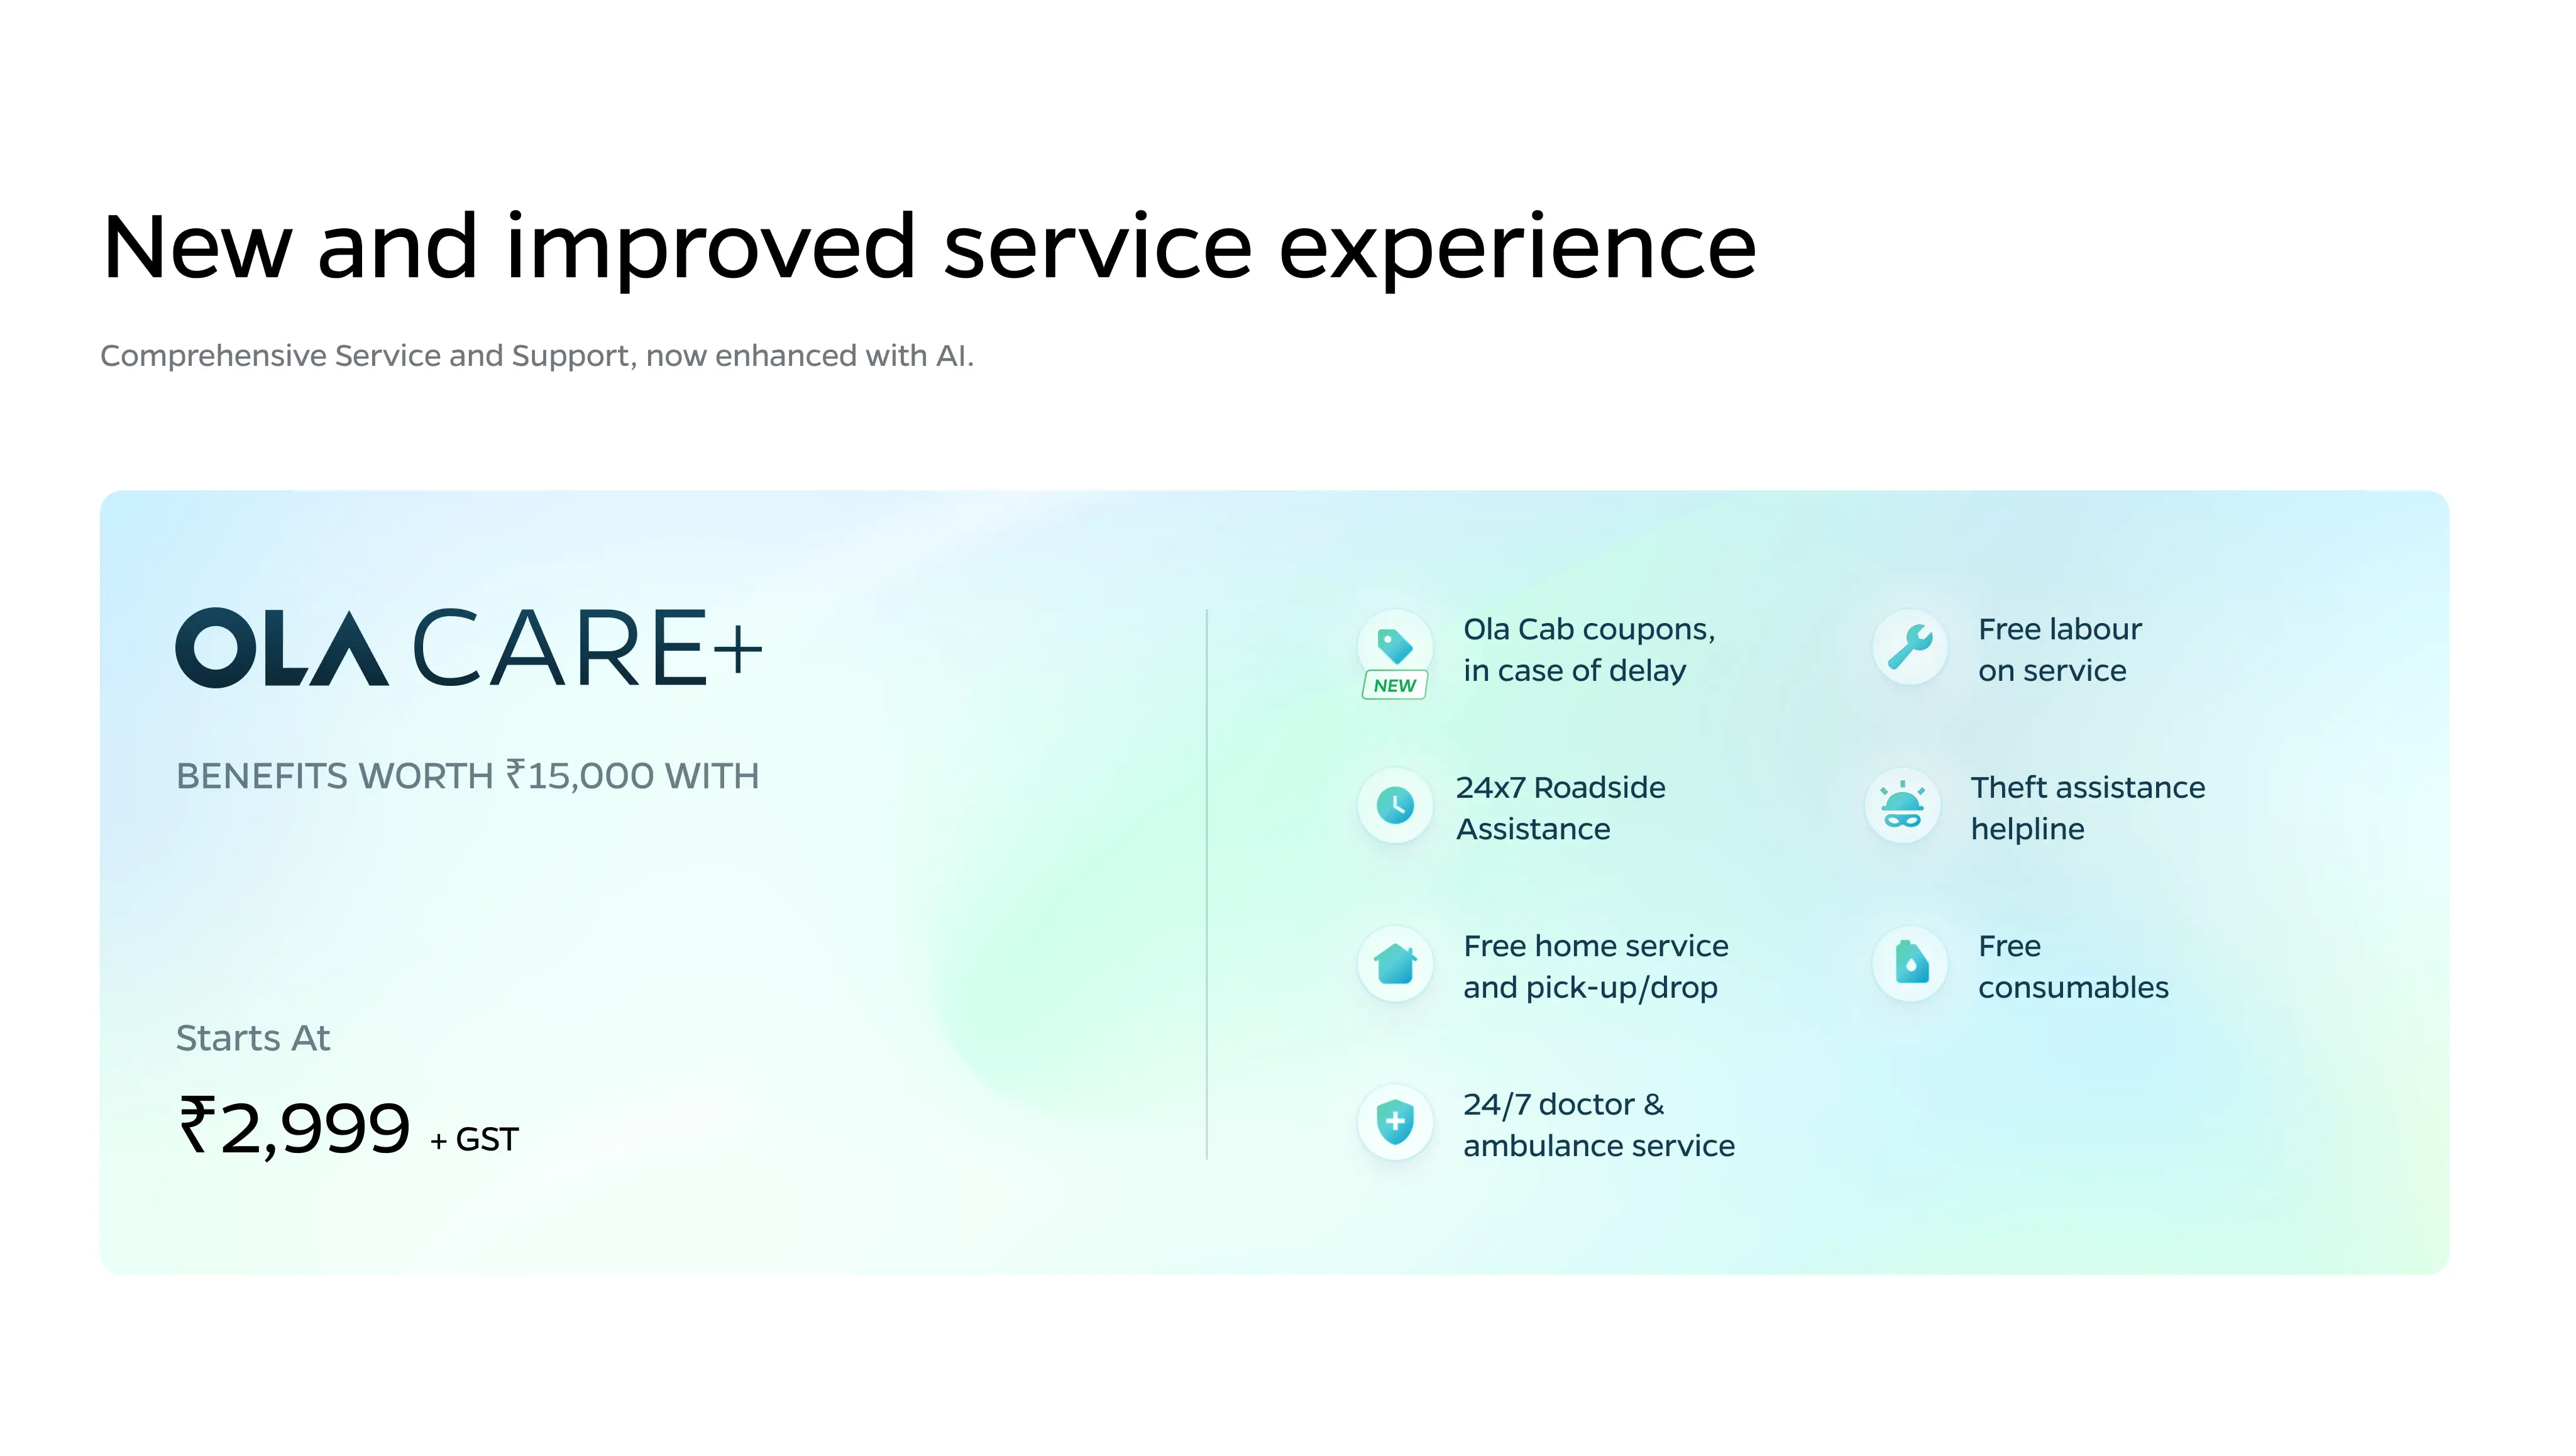 New and improved service experience
Comprehensive Service and Support, now enhanced with AI.
OLA CARE+
BENEFITS WORTH ₹15,000 WITH
Starts At
₹2,999 + GST
Ola Cab coupons,
in case of delay
NEW
Free labour
on service
24x7 Roadside
Assistance
Theft assistance
helpline
Free home service
and pick-up/drop
Free
consumables
24/7 doctor &
ambulance service